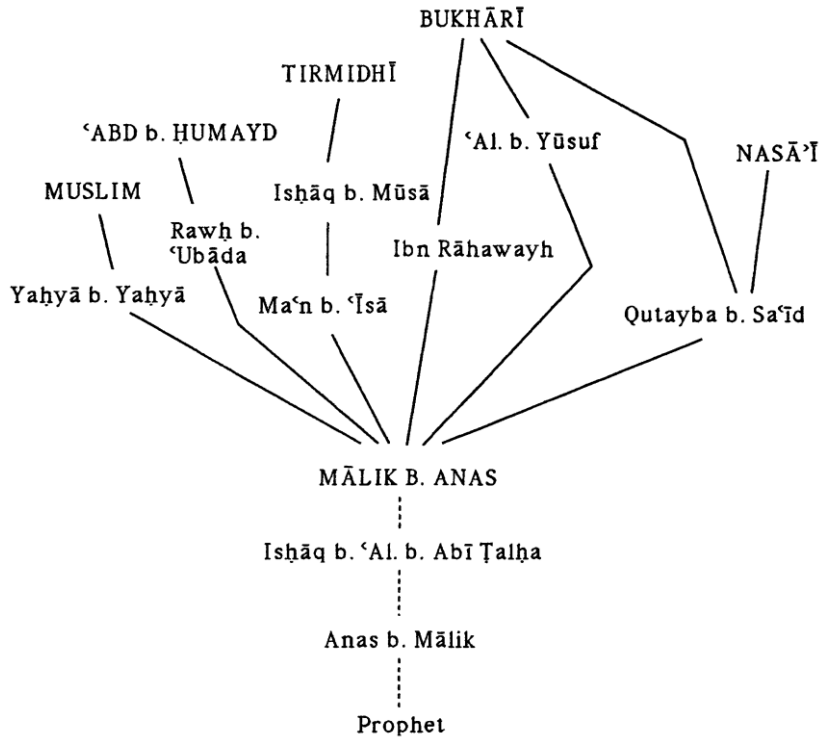 BUKHĀRĪ
TIRMIDHĪ
ʿABD b. ḤUMAYD
ʿAl. b. Yūsuf
NASĀʾĪ
MUSLIM
Isḥāq b. Mūsā
Rawḥ b.
ʿUbāda
Ibn Rāhawayh
Yaḥyā b. Yaḥyā
Maʿn b. ʿĪsā
Qutayba b. Saʿīd
MĀLIK B. ANAS
Isḥāq b. ʿAl. b. Abī Ṭalḥa
Anas b. Mālik
Prophet